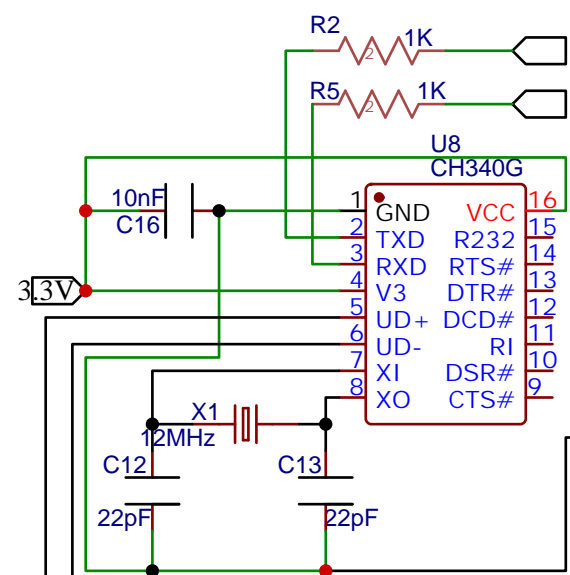 R2
1K
2
R5
1K
2
U8
CH340G
10nF
C16
1 GND VCC 16
2 TXD R232 15
3 RXD RTS# 14
4 V3 DTR# 13
5 UD+ DCD# 12
6 UD- RI 11
7 XI DSR# 10
8 XO CTS# 9
3.3V
X1
12MHz
C12
C13
22pF
22pF